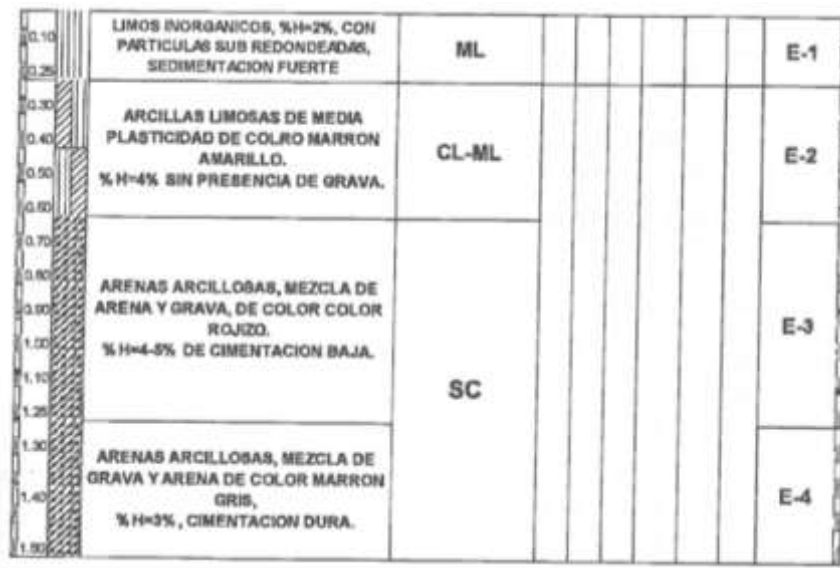 0.10
LIMOS INORGANICOS, %H=2%, CON
PARTICULAS SUB REDONDEADAS,
SEDIMENTACION FUERTE
ML
E-1
0.25
0.30
0.40
0.50
0.60
ARCILLAS LIMOSAS DE MEDIA
PLASTICIDAD DE COLRO MARRON
AMARILLO.
% H=4% SIN PRESENCIA DE GRAVA.
CL-ML
E-2
0.70
0.80
0.90
1.00
1.10
1.25
ARENAS ARCILLOSAS, MEZCLA DE
ARENA Y GRAVA, DE COLOR COLOR
ROJIZO.
% H=4-5% DE CIMENTACION BAJA.
SC
E-3
1.30
1.40
1.50
ARENAS ARCILLOSAS, MEZCLA DE
GRAVA Y ARENA DE COLOR MARRON
GRIS,
% H=3% , CIMENTACION DURA.
E-4